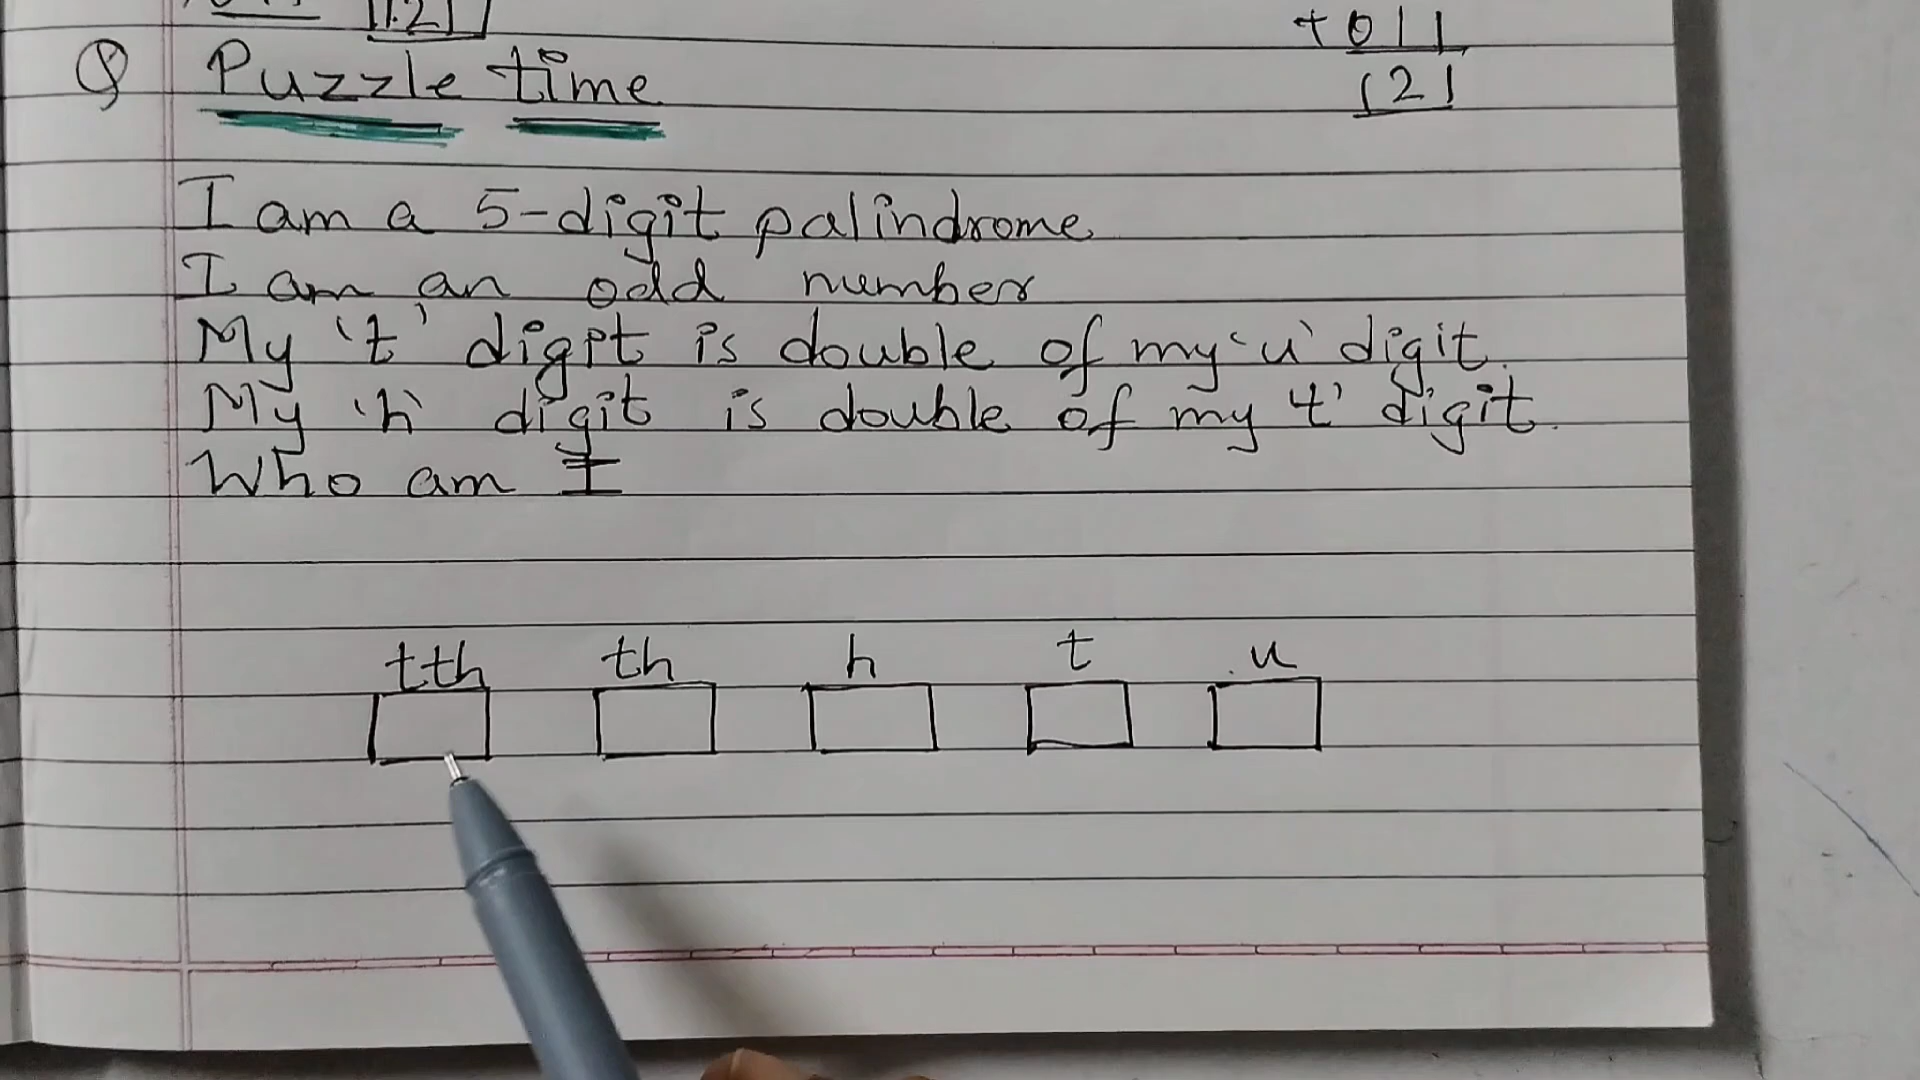 + 011
121
Q Puzzle time
I am a 5-digit palindrome.
I am an odd number
My 't' digit is double of my 'u' digit.
My 'h' digit is double of my 't' digit.
Who am I
tth th h t u